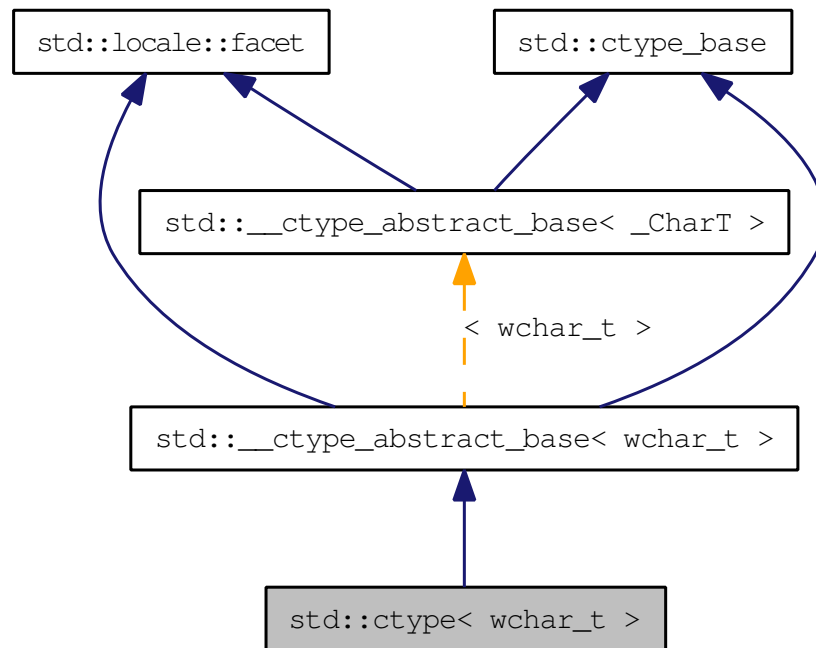 std::locale::facet
std::ctype_base
std::__ctype_abstract_base< _CharT >
< wchar_t >
std::__ctype_abstract_base< wchar_t >
std::ctype< wchar_t >